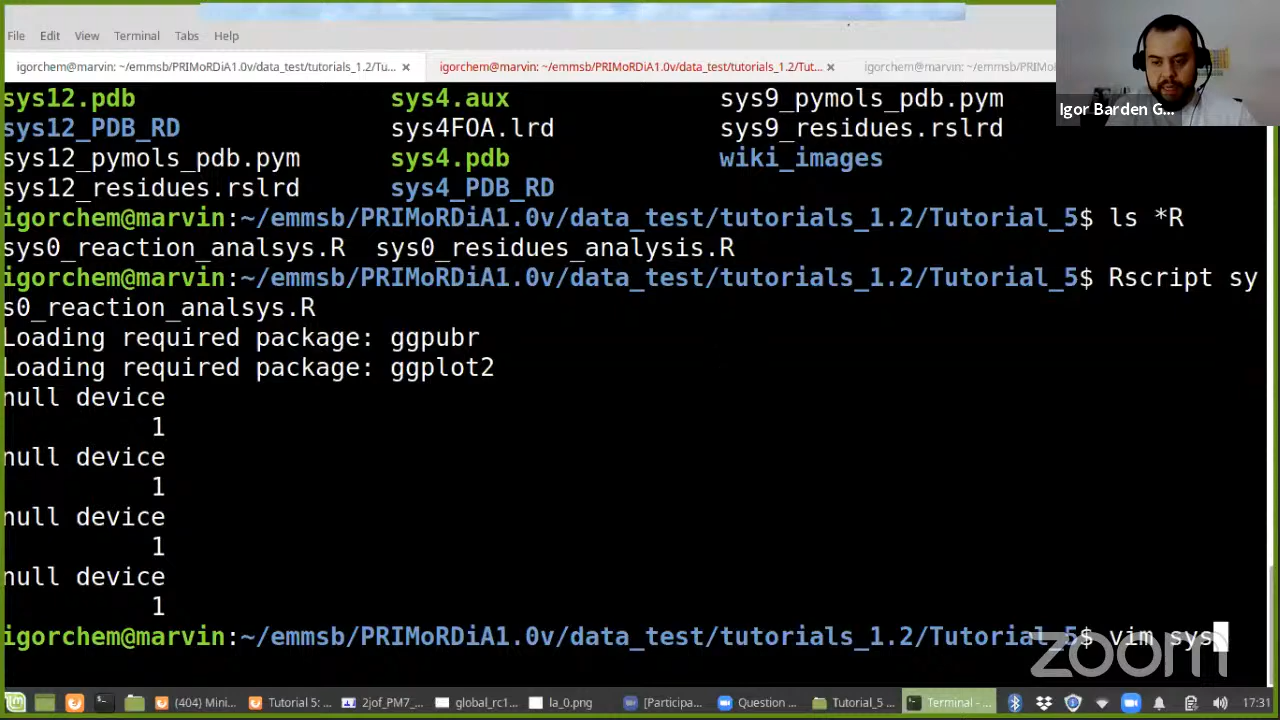 File Edit View Terminal Tabs Help
igorchem@marvin: ~/emmsb/PRIMoRDiA1.0v/data_test/tutorials_1.2/Tu... × igorchem@marvin: ~/emmsb/PRIMoRDiA1.0v/data_test/tutorials_1.2/Tut... × igorchem@marvin: ~/emmsb/PRIMoRD
Igor Barden G...
sys12.pdb sys4.aux sys9_pymols_pdb.pym
sys12_PDB_RD sys4FOA.lrd sys9_residues.rslrd
sys12_pymols_pdb.pym sys4.pdb wiki_images
sys12_residues.rslrd sys4_PDB_RD
igorchem@marvin:~/emmsb/PRIMoRDiA1.0v/data_test/tutorials_1.2/Tutorial_5$ ls *R
sys0_reaction_analsys.R sys0_residues_analysis.R
igorchem@marvin:~/emmsb/PRIMoRDiA1.0v/data_test/tutorials_1.2/Tutorial_5$ Rscript sy
s0_reaction_analsys.R
Loading required package: ggpubr
Loading required package: ggplot2
null device
1
null device
1
null device
1
null device
1
igorchem@marvin:~/emmsb/PRIMoRDiA1.0v/data_test/tutorials_1.2/Tutorial_5$ vim sys
zoom
(404) Mini... Tutorial 5: ... 2jof_PM7_... global_rc1... la_0.png [Participa... Question ... Tutorial_5 ... Terminal - ... 17:31